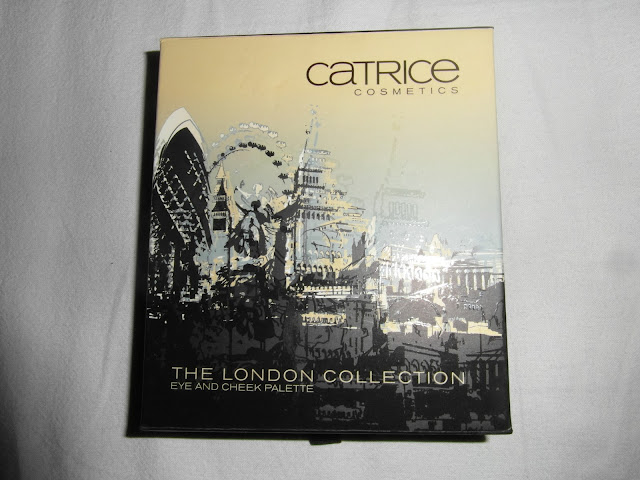 CATRICE
COSMETICS
THE LONDON COLLECTION
EYE AND CHEEK PALETTE